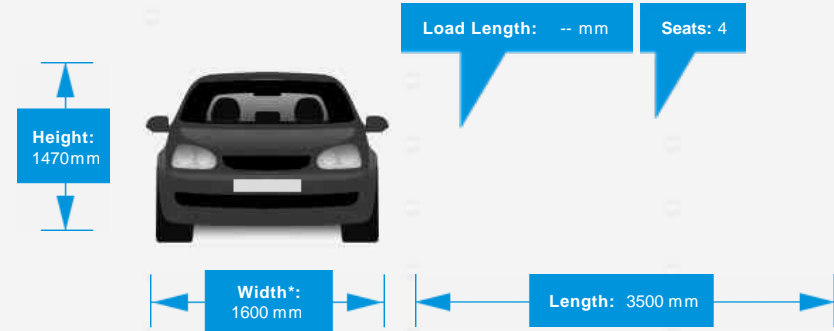 Load Length: -- mm
Seats: 4
Height:
1470mm
Width*:
1600 mm
Length: 3500 mm